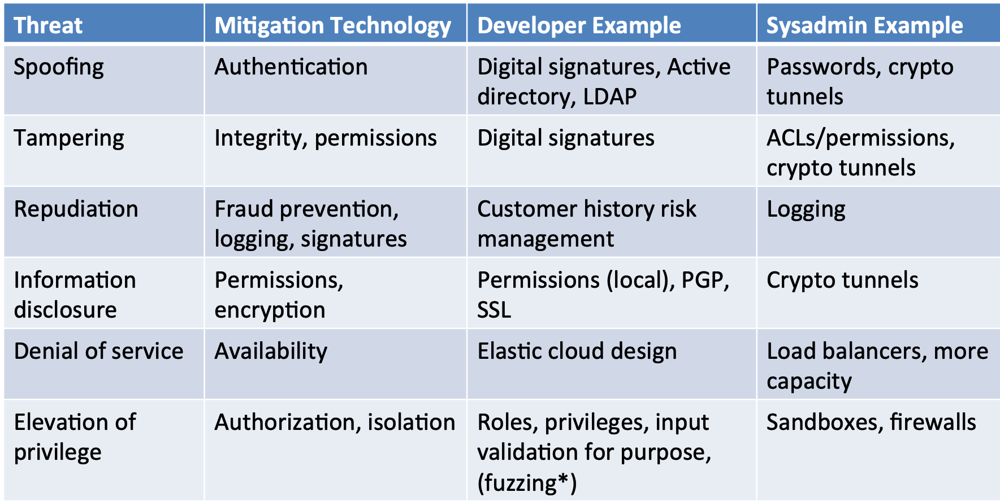 Threat
Mitigation Technology
Developer Example
Sysadmin Example
Spoofing
Authentication
Digital signatures, Active
directory, LDAP
Passwords, crypto
tunnels
Tampering
Integrity, permissions
Digital signatures
ACLs/permissions,
crypto tunnels
Repudiation
Fraud prevention,
logging, signatures
Customer history risk
management
Logging
Information
disclosure
Permissions,
encryption
Permissions (local), PGP,
SSL
Crypto tunnels
Denial of service
Availability
Elastic cloud design
Load balancers, more
capacity
Elevation of
privilege
Authorization, isolation
Roles, privileges, input
validation for purpose,
(fuzzing*)
Sandboxes, firewalls